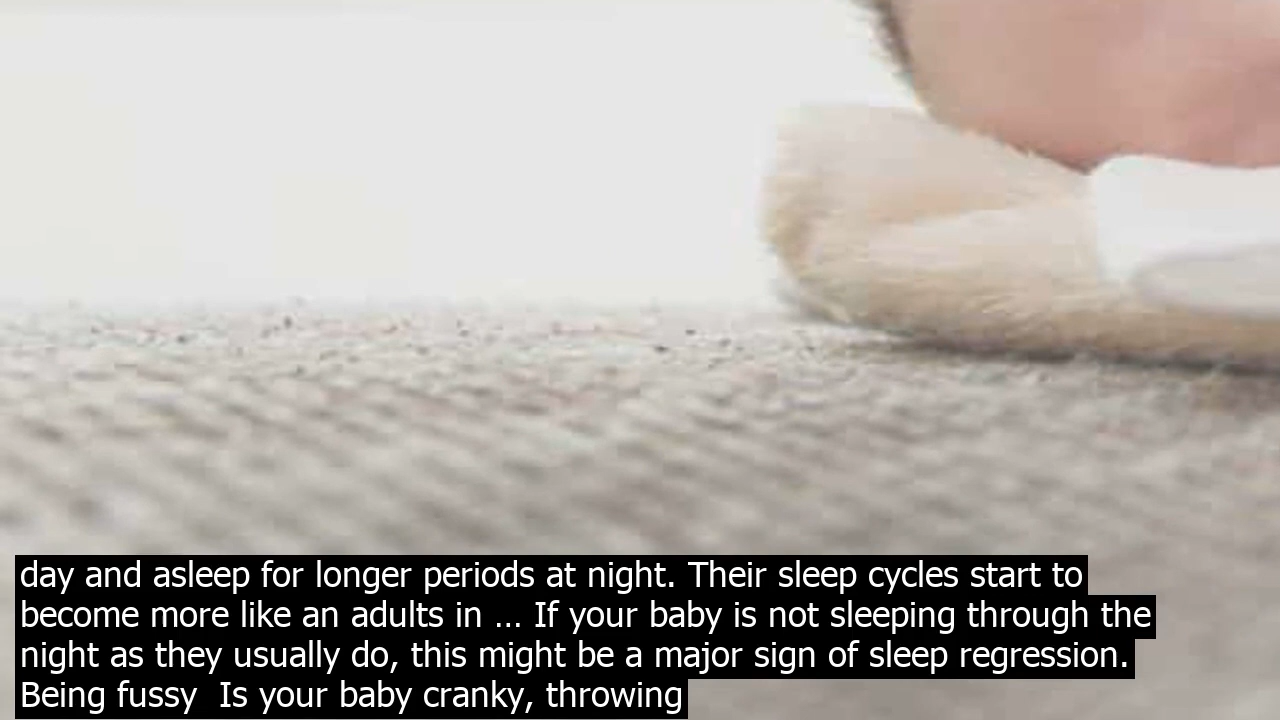 day and asleep for longer periods at night. Their sleep cycles start to
become more like an adults in ... If your baby is not sleeping through the
night as they usually do, this might be a major sign of sleep regression.
Being fussy  Is your baby cranky, throwing